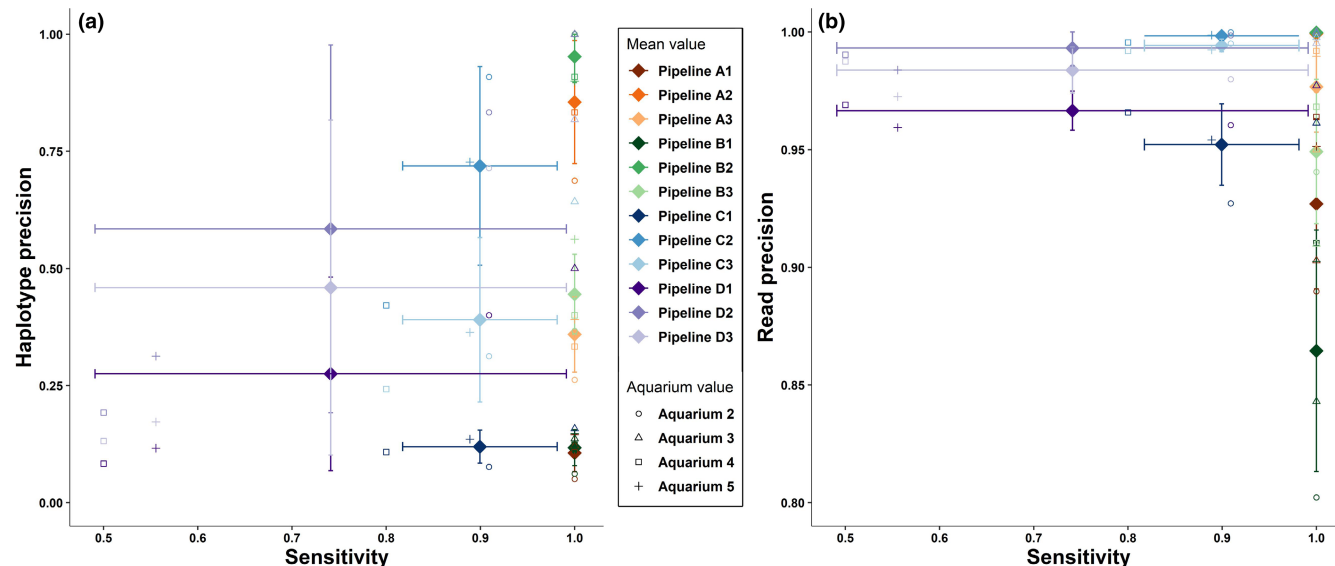 (a)
1.00
0.75
0.50
0.25
0.00
Haplotype precision
0.5 0.6 0.7 0.8 0.9 1.0
Sensitivity
Mean value
Pipeline A1
Pipeline A2
Pipeline A3
Pipeline B1
Pipeline B2
Pipeline B3
Pipeline C1
Pipeline C2
Pipeline C3
Pipeline D1
Pipeline D2
Pipeline D3
Aquarium value
Aquarium 2
Aquarium 3
Aquarium 4
Aquarium 5
(b)
1.00
0.95
0.90
0.85
0.80
Read precision
0.5 0.6 0.7 0.8 0.9 1.0
Sensitivity